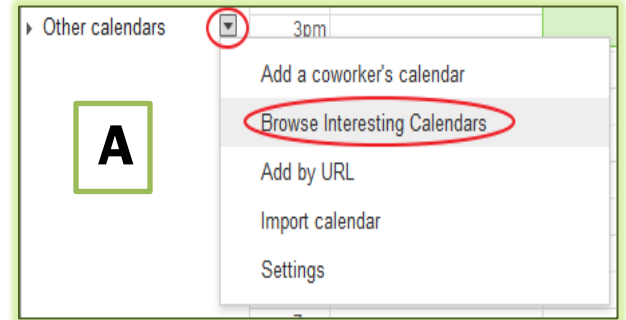 Other calendars
3pm
Add a coworker's calendar
Browse Interesting Calendars
A
Add by URL
Import calendar
Settings